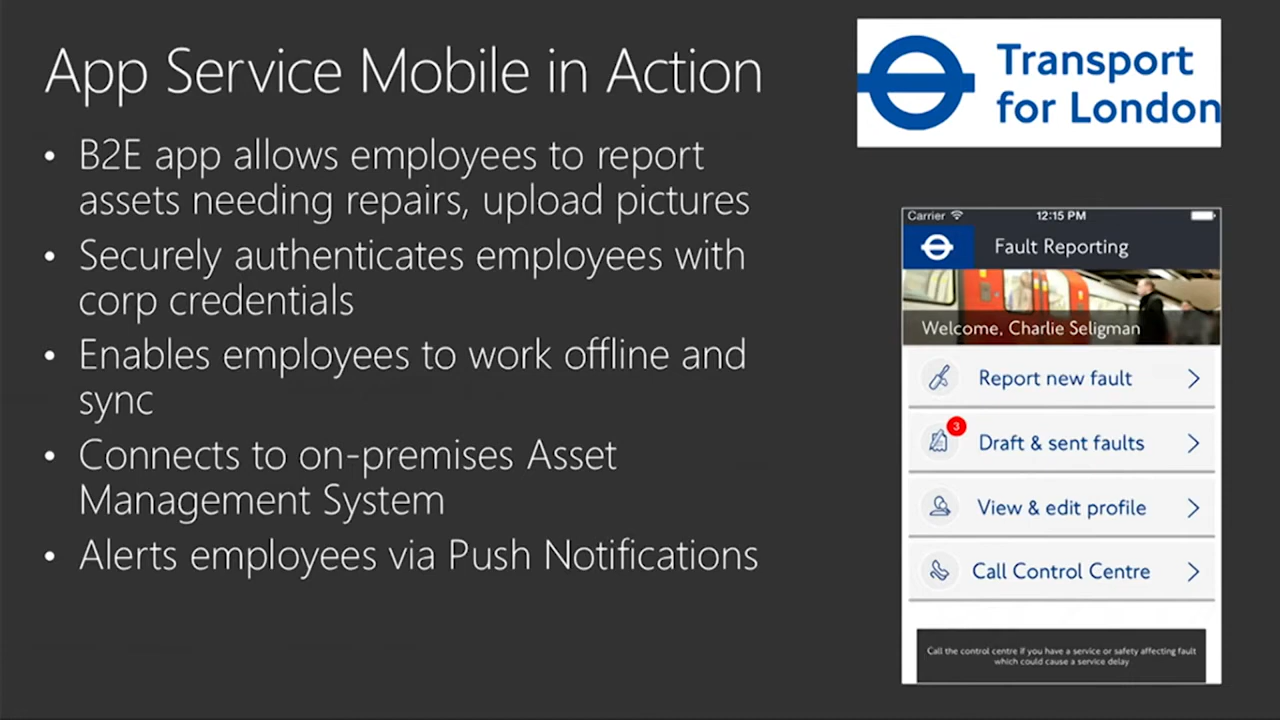 App Service Mobile in Action
• B2E app allows employees to report
assets needing repairs, upload pictures
• Securely authenticates employees with
corp credentials
• Enables employees to work offline and
sync
• Connects to on-premises Asset
Management System
• Alerts employees via Push Notifications
Transport
for London
Carrier 12:15 PM
Fault Reporting
Welcome, Charlie Seligman
Report new fault
3
Draft & sent faults
View & edit profile
Call Control Centre
Call the control centre if you have a service or safety affecting fault
which could cause a service delay